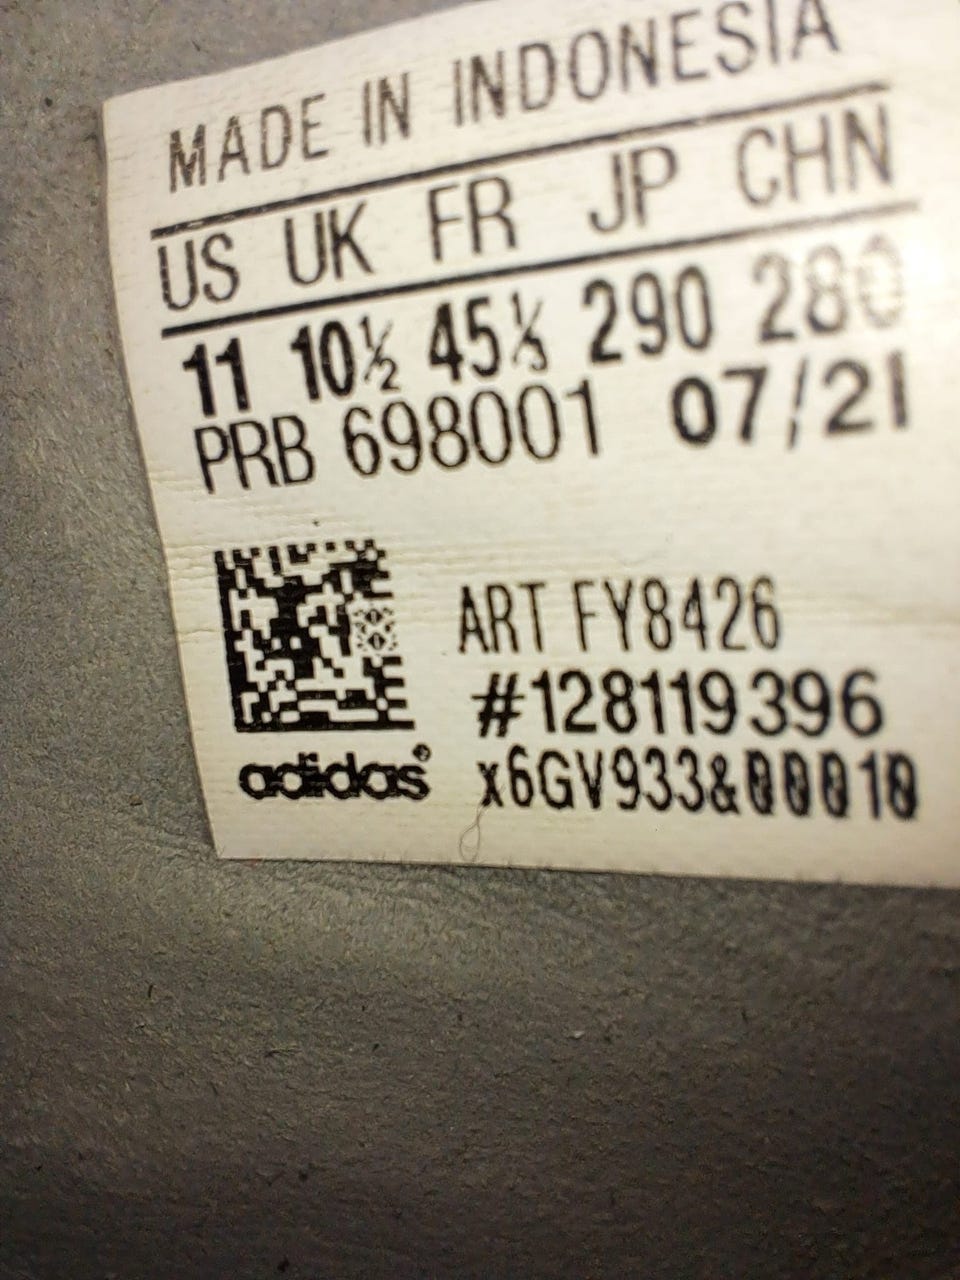 MADE IN INDONESIA
US UK FR JP CHN
11 10½ 45⅓ 290 280
PRB 698001 07/21
ART FY8426
#128119396
adidas® x6GV933&00010